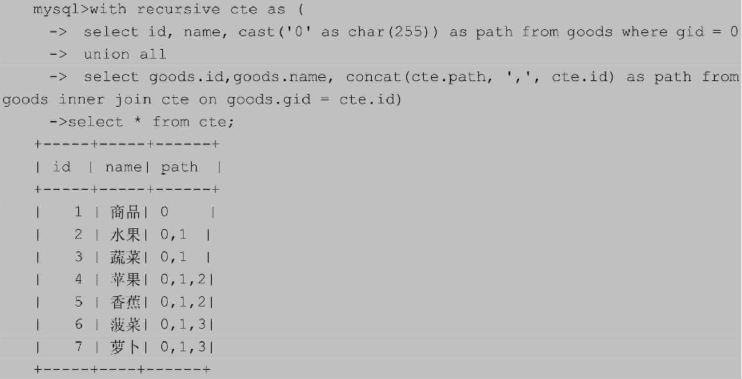 mysql>with recursive cte as (
-> select id, name, cast('0' as char(255)) as path from goods where gid = 0
-> union all
-> select goods.id,goods.name, concat(cte.path, ',', cte.id) as path from
goods inner join cte on goods.gid = cte.id)
->select * from cte;
+-----+-----+------+
| id | name| path |
+-----+-----+------+
| 1 | 商品| 0 |
| 2 | 水果| 0,1 |
| 3 | 蔬菜| 0,1 |
| 4 | 苹果| 0,1,2|
| 5 | 香蕉| 0,1,2|
| 6 | 菠菜| 0,1,3|
| 7 | 萝卜| 0,1,3|
+-----+----+------+